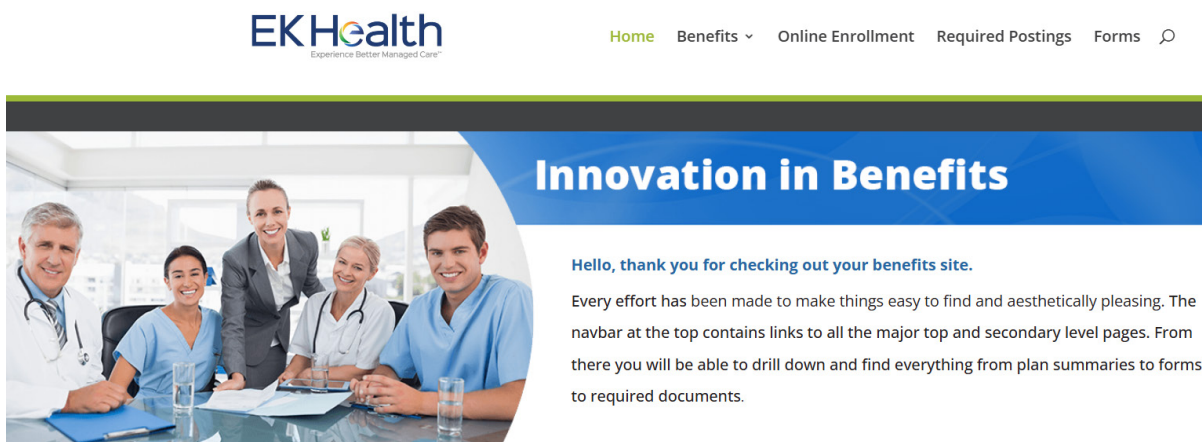 EK Health
Experience Better Managed Care™
Home Benefits Online Enrollment Required Postings Forms
Innovation in Benefits
Hello, thank you for checking out your benefits site.
Every effort has been made to make things easy to find and aesthetically pleasing. The
navbar at the top contains links to all the major top and secondary level pages. From
there you will be able to drill down and find everything from plan summaries to forms
to required documents.